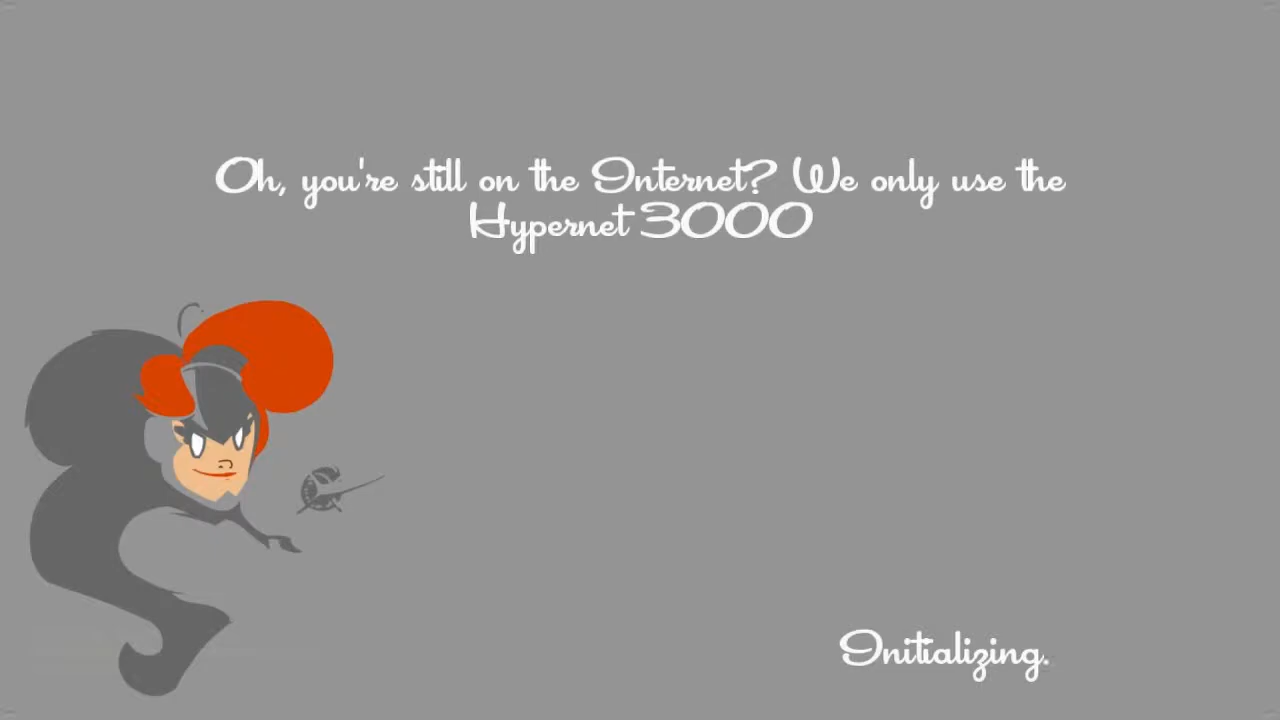 Oh, you're still on the Internet? We only use the
Hypernet 3000
Initializing.